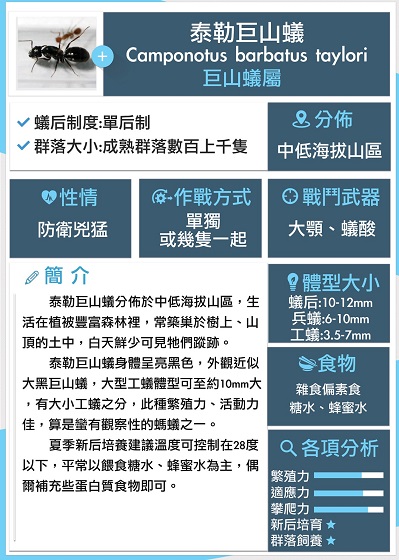 泰勒巨山蟻
Camponotus barbatus taylori
巨山蟻屬
蟻后制度:單后制
群落大小:成熟群落數百上千隻
分佈
中低海拔山區
性情
防衛兇猛
作戰方式
單獨
或幾隻一起
戰鬥武器
大顎、蟻酸
簡 介
泰勒巨山蟻分佈於中低海拔山區，生
活在植被豐富森林裡，常築巢於樹上、山
頂的土中，白天鮮少可見牠們蹤跡。
泰勒巨山蟻身體呈亮黑色，外觀近似
大黑巨山蟻，大型工蟻體型可至約10mm大
，有大小工蟻之分，此種繁殖力、活動力
佳，算是蠻有觀察性的螞蟻之一。
夏季新后培養建議溫度可控制在28度
以下，平常以餵食糖水、蜂蜜水為主，偶
爾補充些蛋白質食物即可。
體型大小
蟻后:10-12mm
兵蟻:6-10mm
工蟻:3.5-7mm
食物
雜食偏素食
糖水、蜂蜜水
各項分析
繁殖力
適應力
攀爬力
新后培育 ★
群落飼養 ★